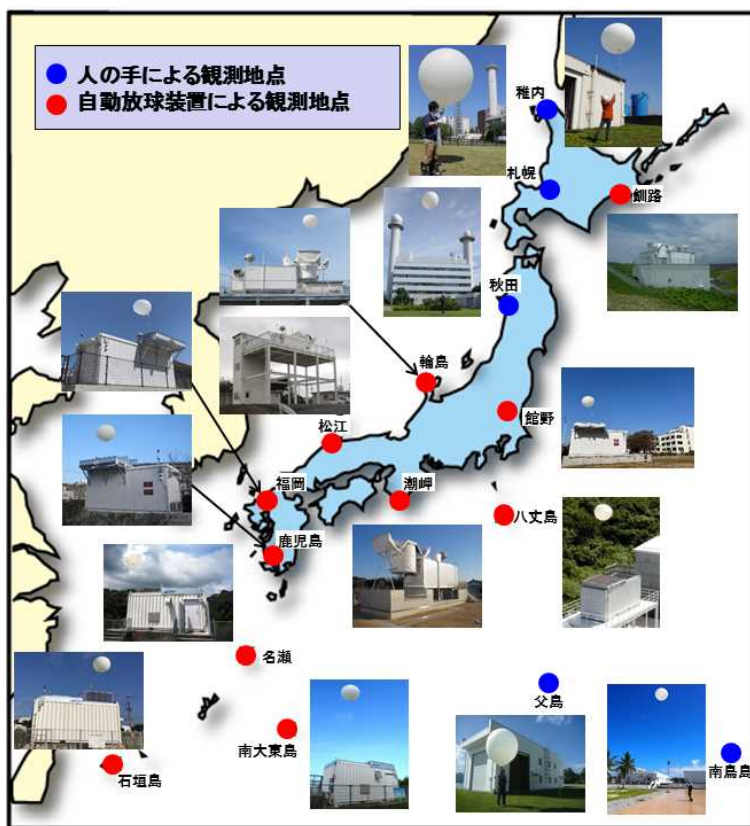 人の手による観測地点
自動放球装置による観測地点
稚内
札幌
釧路
秋田
輪島
館野
松江
福岡
潮岬
八丈島
鹿児島
名瀬
父島
南大東島
南鳥島
石垣島